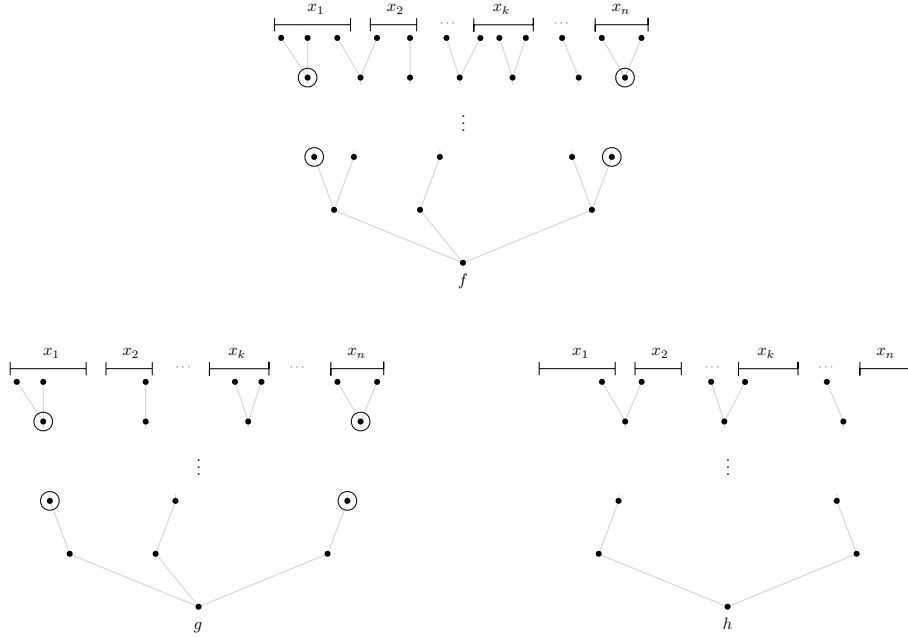 x₁ x₂ ⋯ xₖ ⋯ xₙ
⋮
f
x₁ x₂ ⋯ xₖ ⋯ xₙ x₁ x₂ ⋯ xₖ ⋯ xₙ
⋮ ⋮
g h